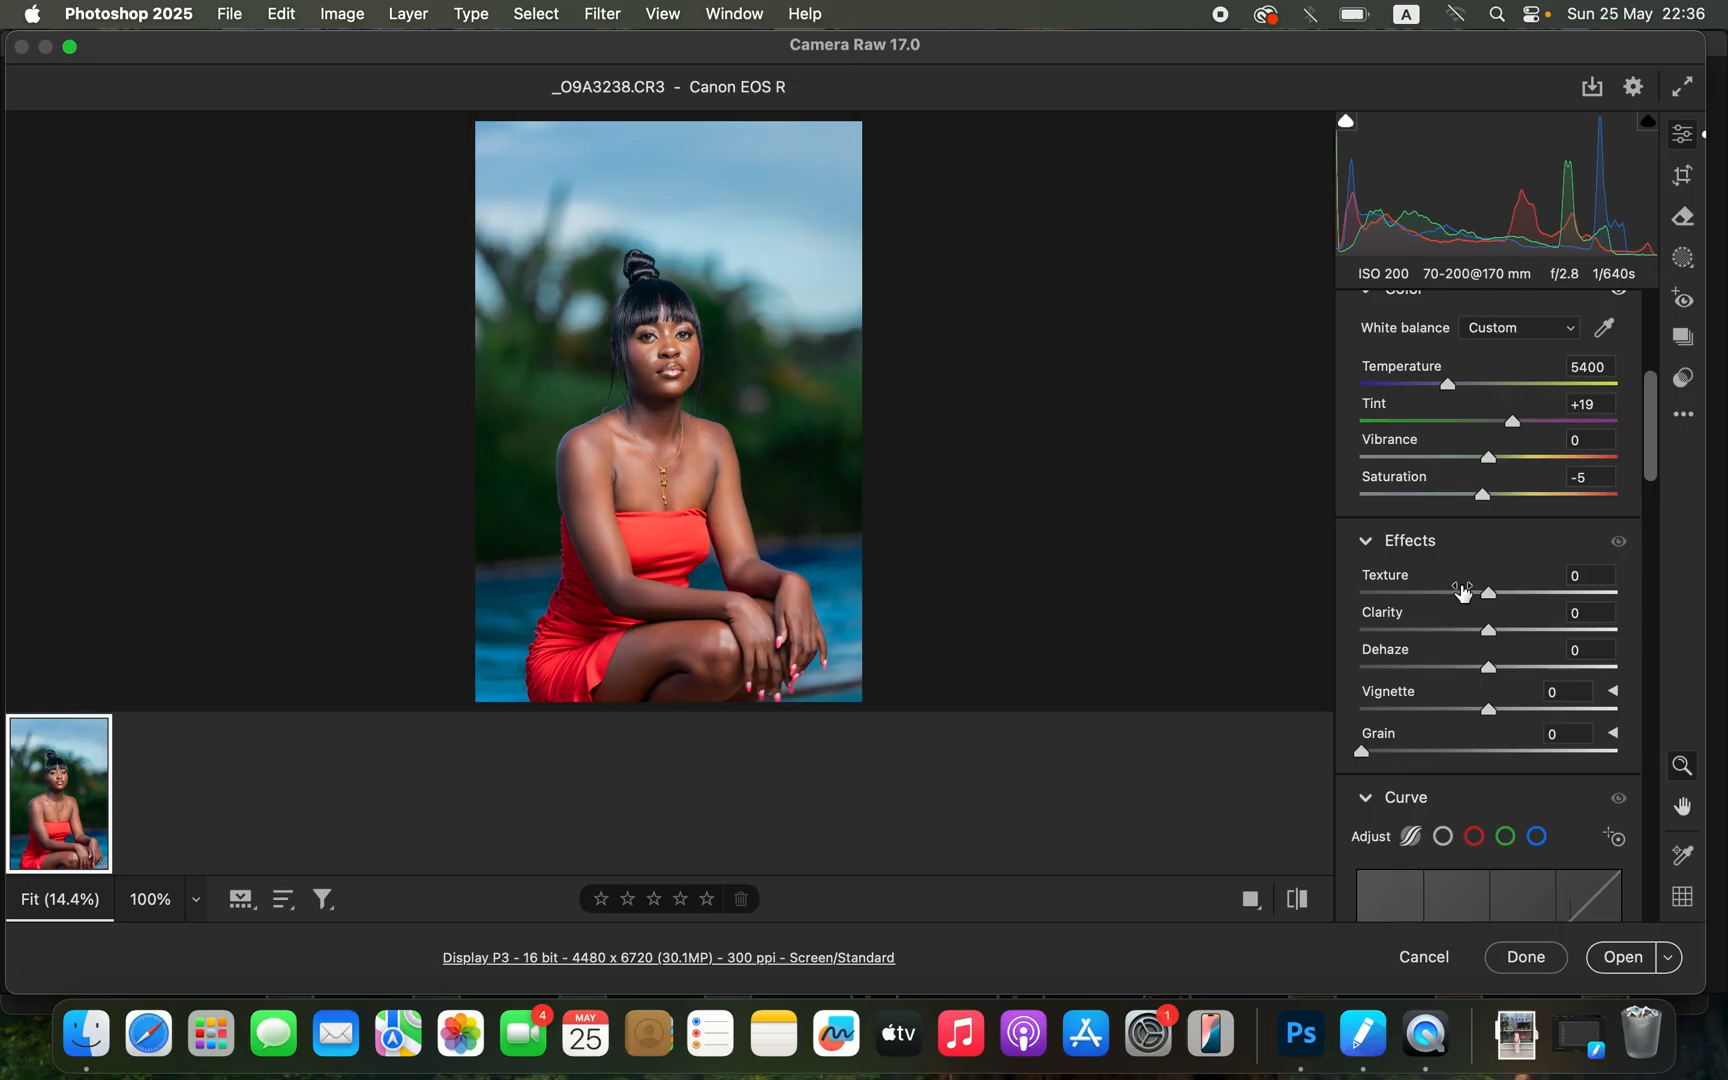 Photoshop 2025 File Edit Image Layer Type Select Filter View Window Help A Sun 25 May 22:36
Camera Raw 17.0
_O9A3238.CR3 - Canon EOS R
ISO 200 70-200@170 mm f/2.8 1/640s
Color
White balance Custom
Temperature 5400
Tint +19
Vibrance 0
Saturation -5
Effects
Texture 0
Clarity 0
Dehaze 0
Vignette 0
Grain 0
Curve
Adjust
Fit (14.4%) 100%
Display P3 - 16 bit - 4480 x 6720 (30.1MP) - 300 ppi - Screen/Standard
Cancel Done Open
4 MAY 25 tv 1 Ps